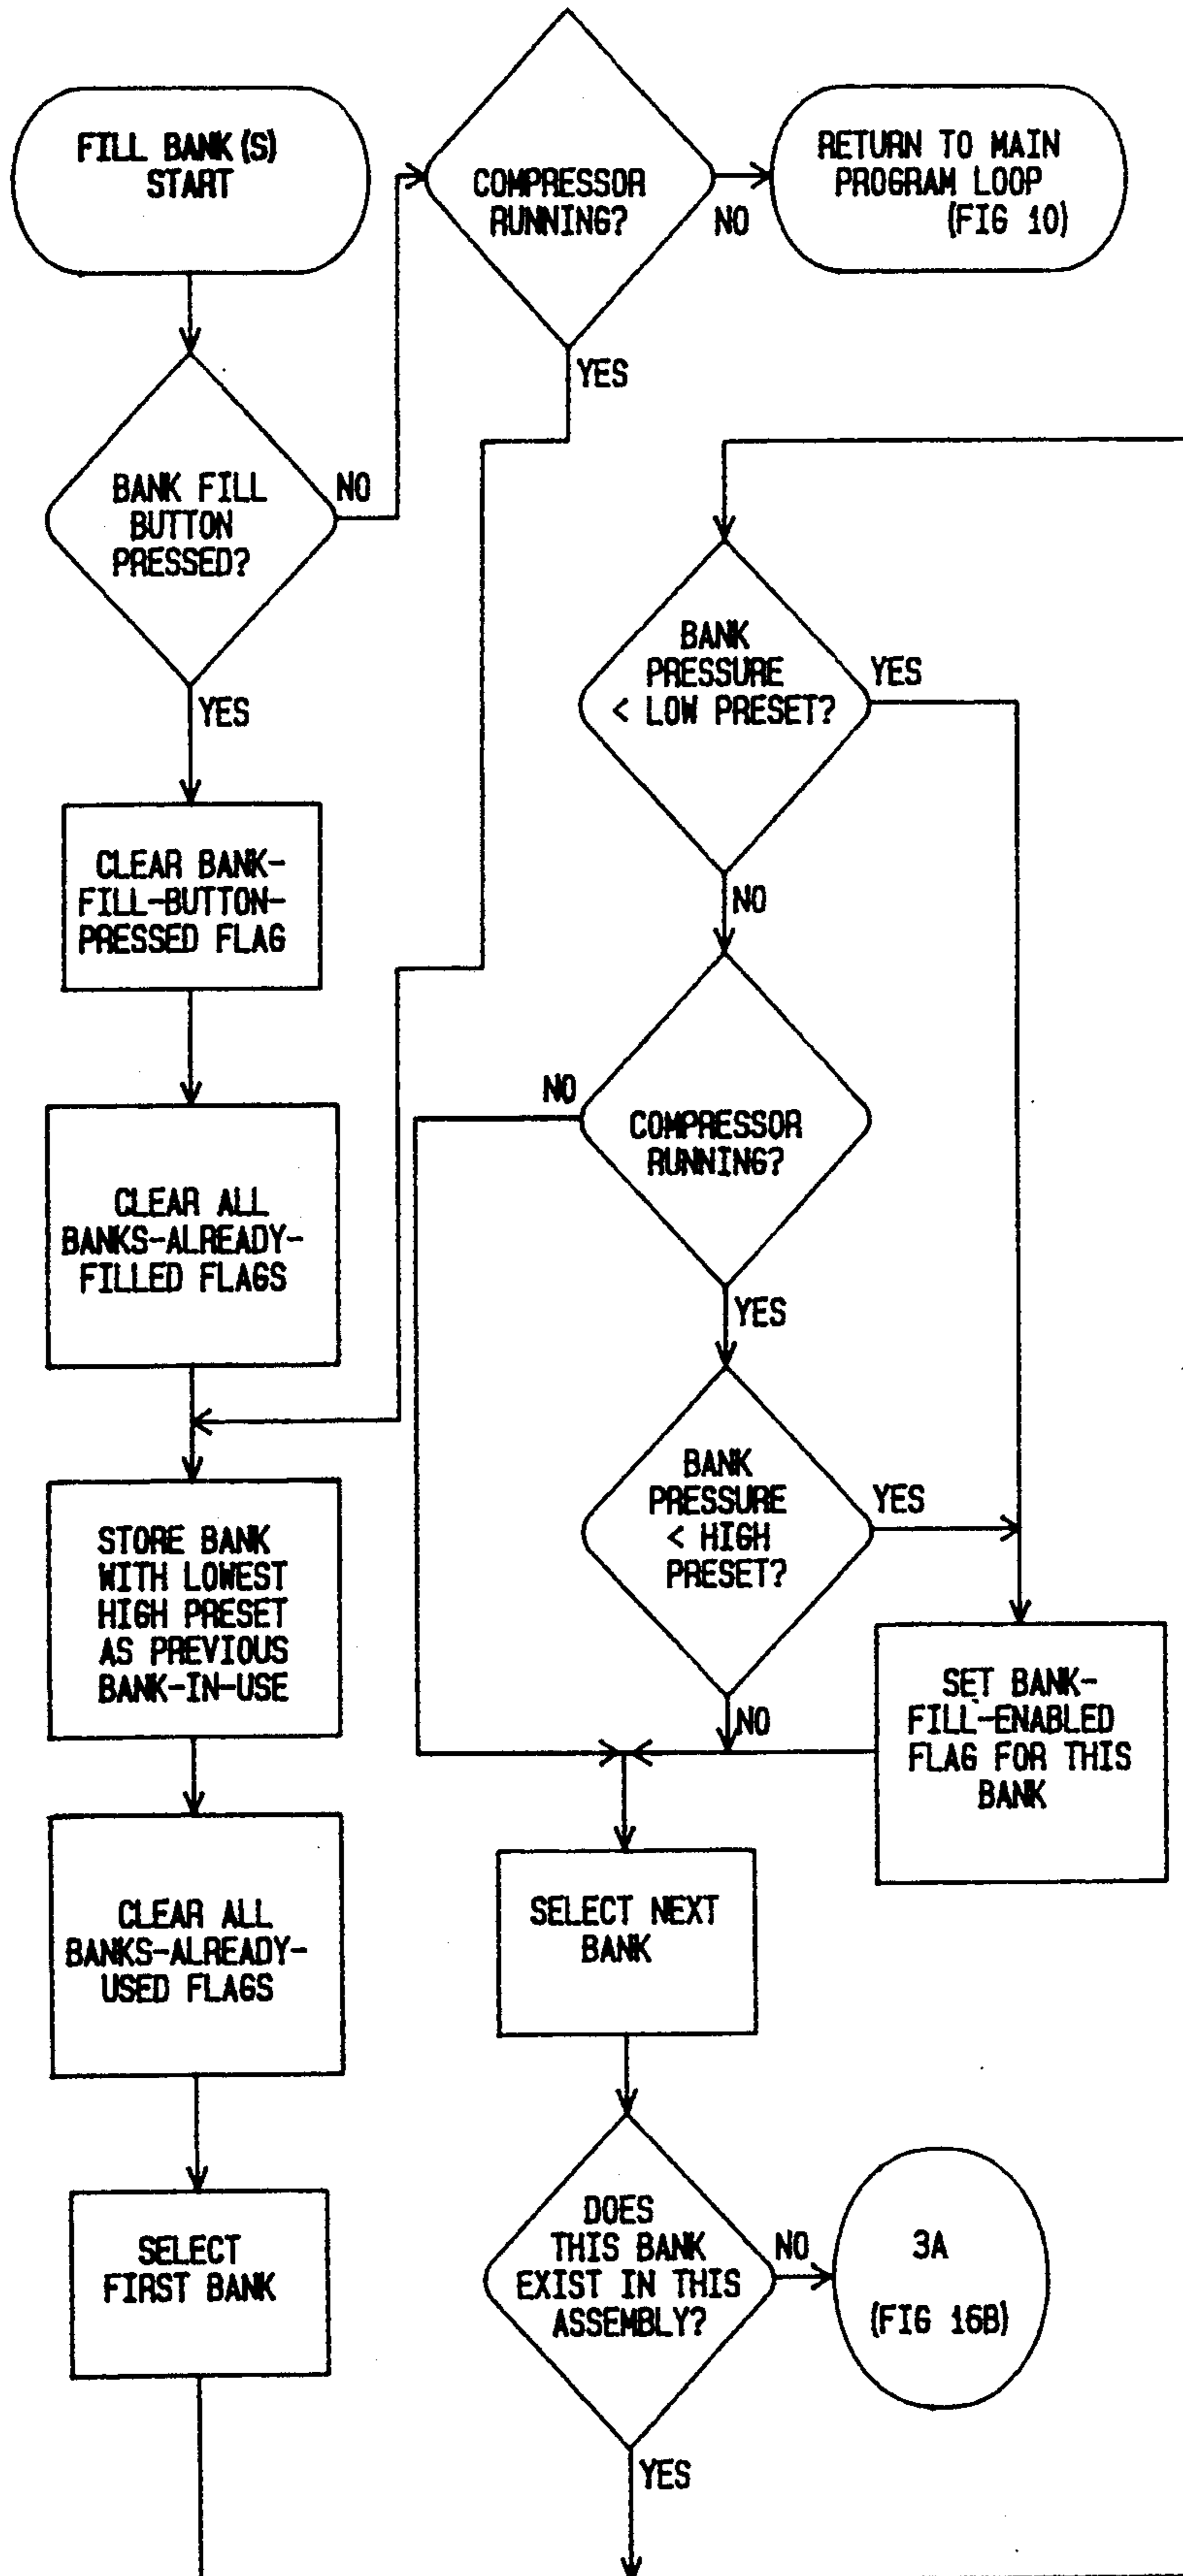 FILL BANK(S)
START
COMPRESSOR
RUNNING?
NO
RETURN TO MAIN
PROGRAM LOOP
(FIG 10)
YES
BANK FILL
BUTTON
PRESSED?
NO
YES
CLEAR BANK-
FILL-BUTTON-
PRESSED FLAG
CLEAR ALL
BANKS-ALREADY-
FILLED FLAGS
STORE BANK
WITH LOWEST
HIGH PRESET
AS PREVIOUS
BANK-IN-USE
CLEAR ALL
BANKS-ALREADY-
USED FLAGS
SELECT
FIRST BANK
BANK
PRESSURE
< LOW PRESET?
YES
NO
COMPRESSOR
RUNNING?
NO
YES
BANK
PRESSURE
< HIGH
PRESET?
YES
NO
SET BANK-
FILL-ENABLED
FLAG FOR THIS
BANK
SELECT NEXT
BANK
DOES
THIS BANK
EXIST IN THIS
ASSEMBLY?
NO
3A
(FIG 16B)
YES